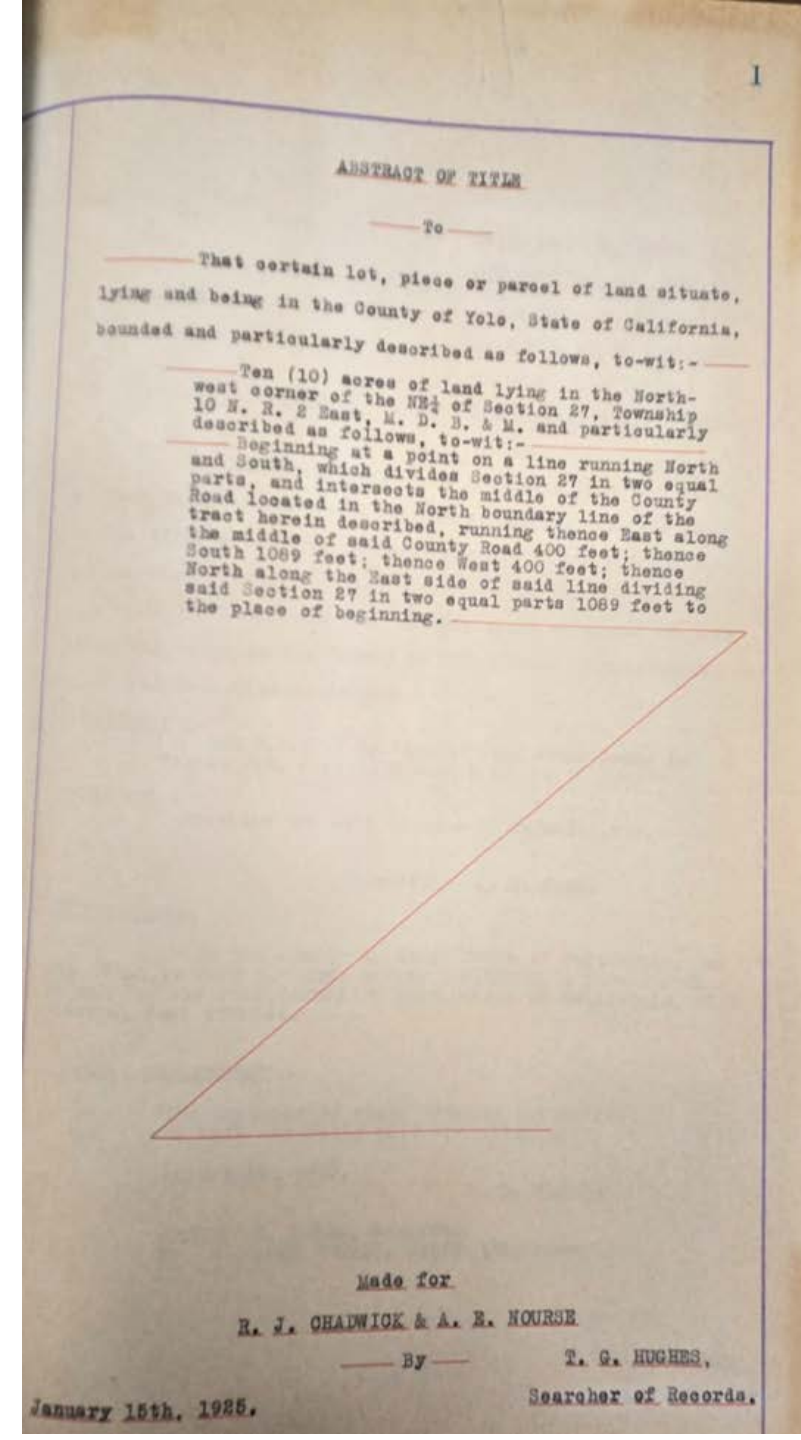 I
ABSTRACT OF TITLE
To
That certain lot, piece or parcel of land situate,
lying and being in the County of Yolo, State of California,
bounded and particularly described as follows, to-wit:-
Ten (10) acres of land lying in the North-
west corner of the NE¼ of Section 27, Township
10 N. R. 2 East, M. D. B. & M. and particularly
described as follows, to-wit:-
Beginning at a point on a line running North
and South, which divides Section 27 in two equal
parts, and intersects the middle of the County
Road located in the North boundary line of the
tract herein described, running thence East along
the middle of said County Road 400 feet; thence
South 1089 feet; thence West 400 feet; thence
North along the East side of said line dividing
said Section 27 in two equal parts 1089 feet to
the place of beginning.
Made for
R. J. CHADWICK & A. E. NOURSE
By
T. G. HUGHES,
Searcher of Records.
January 15th, 1925.